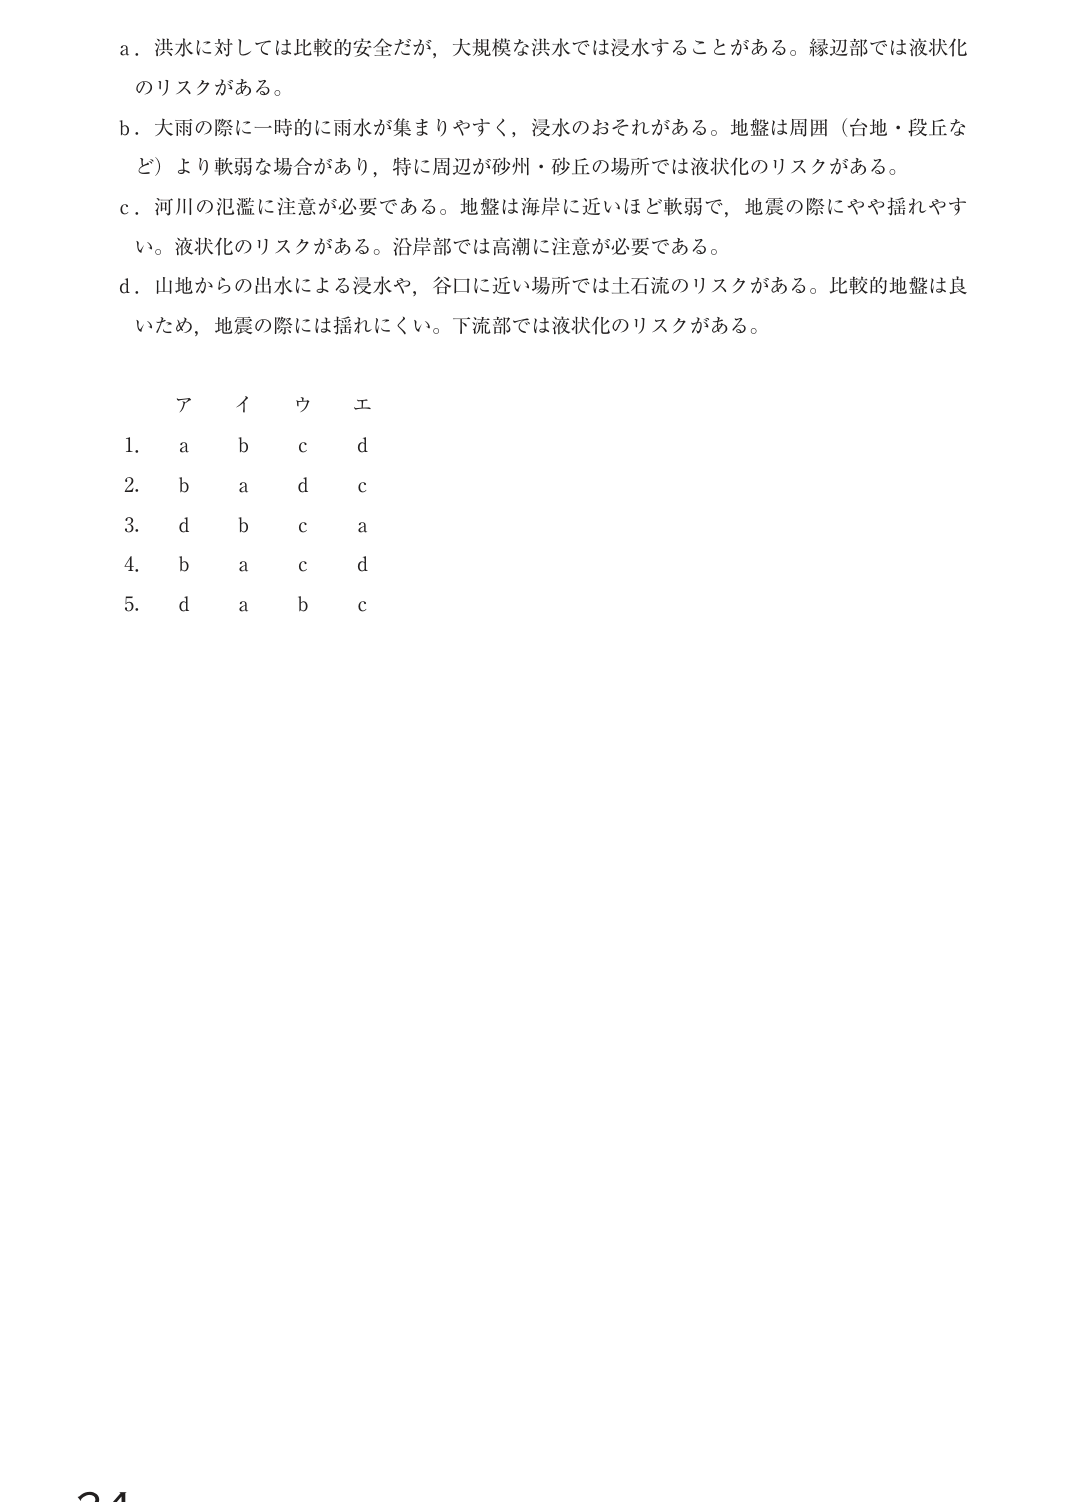 a．洪水に対しては比較的安全だが，大規模な洪水では浸水することがある。縁辺部では液状化
のリスクがある。
b．大雨の際に一時的に雨水が集まりやすく，浸水のおそれがある。地盤は周囲（台地・段丘な
ど）より軟弱な場合があり，特に周辺が砂州・砂丘の場所では液状化のリスクがある。
c．河川の氾濫に注意が必要である。地盤は海岸に近いほど軟弱で，地震の際にやや揺れやす
い。液状化のリスクがある。沿岸部では高潮に注意が必要である。
d．山地からの出水による浸水や，谷口に近い場所では土石流のリスクがある。比較的地盤は良
いため，地震の際には揺れにくい。下流部では液状化のリスクがある。
ア イ ウ エ
1. a b c d
2. b a d c
3. d b c a
4. b a c d
5. d a b c